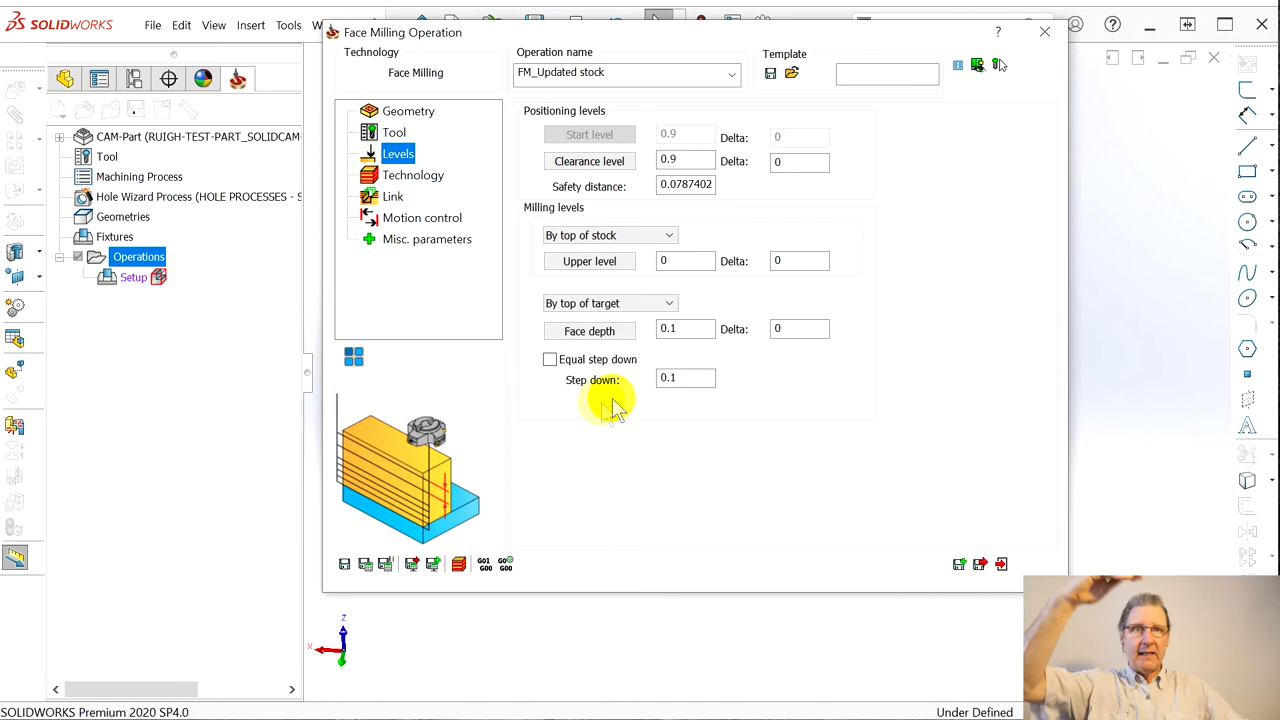 SOLIDWORKS
File
Edit
View
Insert
Tools
Face Milling Operation
?
Technology
Face Milling
Operation name
FM_Updated stock
Template
CAM-Part (RUIGH-TEST-PART_SOLIDCAM-
Tool
Machining Process
Hole Wizard Process (HOLE PROCESSES - S
Geometries
Fixtures
Operations
Setup
Geometry
Tool
Levels
Technology
Link
Motion control
Misc. parameters
Positioning levels
Start level 0.9 Delta: 0
Clearance level 0.9 Delta: 0
Safety distance: 0.0787402
Milling levels
By top of stock
Upper level 0 Delta: 0
By top of target
Face depth 0.1 Delta: 0
Equal step down
Step down: 0.1
G01
G00
G0
G00
Z
X
SOLIDWORKS Premium 2020 SP4.0
Under Defined